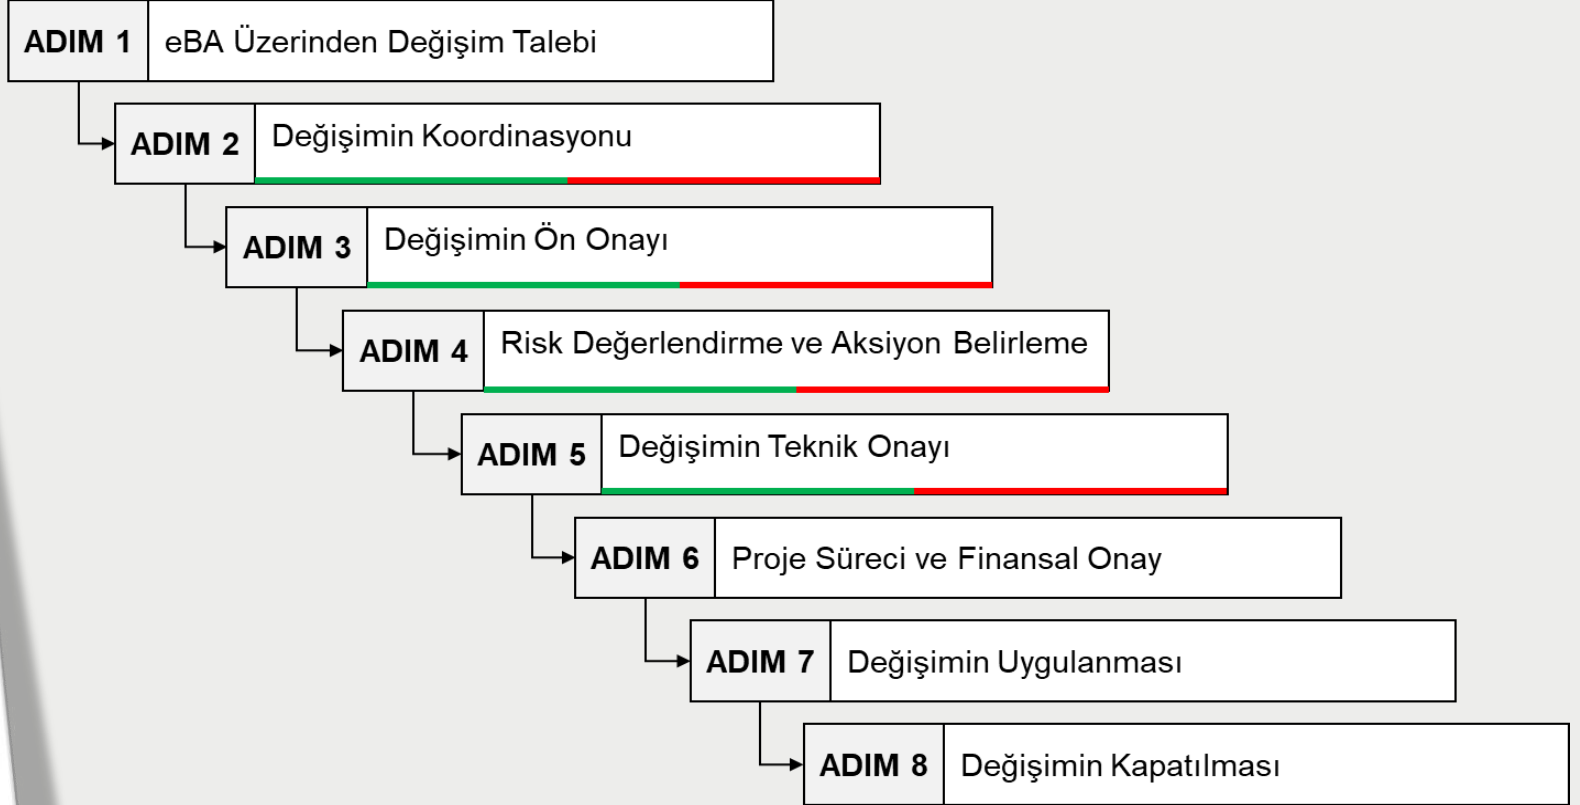 ADIM 1 eBA Üzerinden Değişim Talebi
ADIM 2 Değişimin Koordinasyonu
ADIM 3 Değişimin Ön Onayı
ADIM 4 Risk Değerlendirme ve Aksiyon Belirleme
ADIM 5 Değişimin Teknik Onayı
ADIM 6 Proje Süreci ve Finansal Onay
ADIM 7 Değişimin Uygulanması
ADIM 8 Değişimin Kapatılması